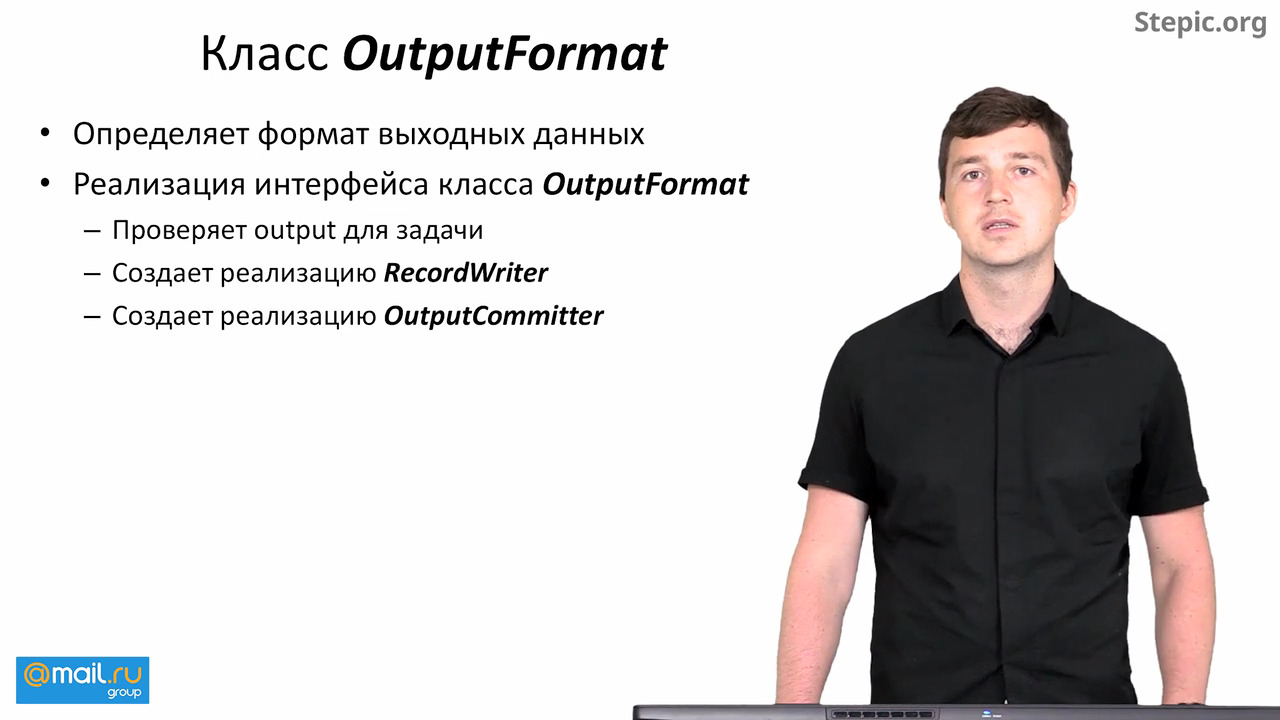 Stepic.org
Класс OutputFormat
• Определяет формат выходных данных
• Реализация интерфейса класса OutputFormat
– Проверяет output для задачи
– Создает реализацию RecordWriter
– Создает реализацию OutputCommitter
@mail.ru
group